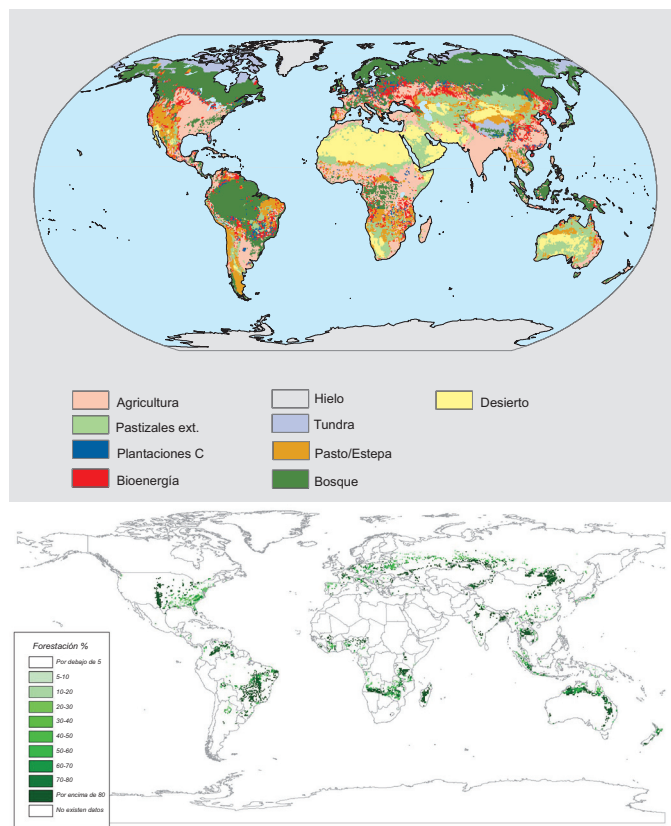 Agricultura
Pastizales ext.
Plantaciones C
Bioenergía
Hielo
Tundra
Pasto/Estepa
Bosque
Desierto
Forestación %
Por debajo de 5
5-10
10-20
20-30
30-40
40-50
50-60
60-70
70-80
Por encima de 80
No existen datos